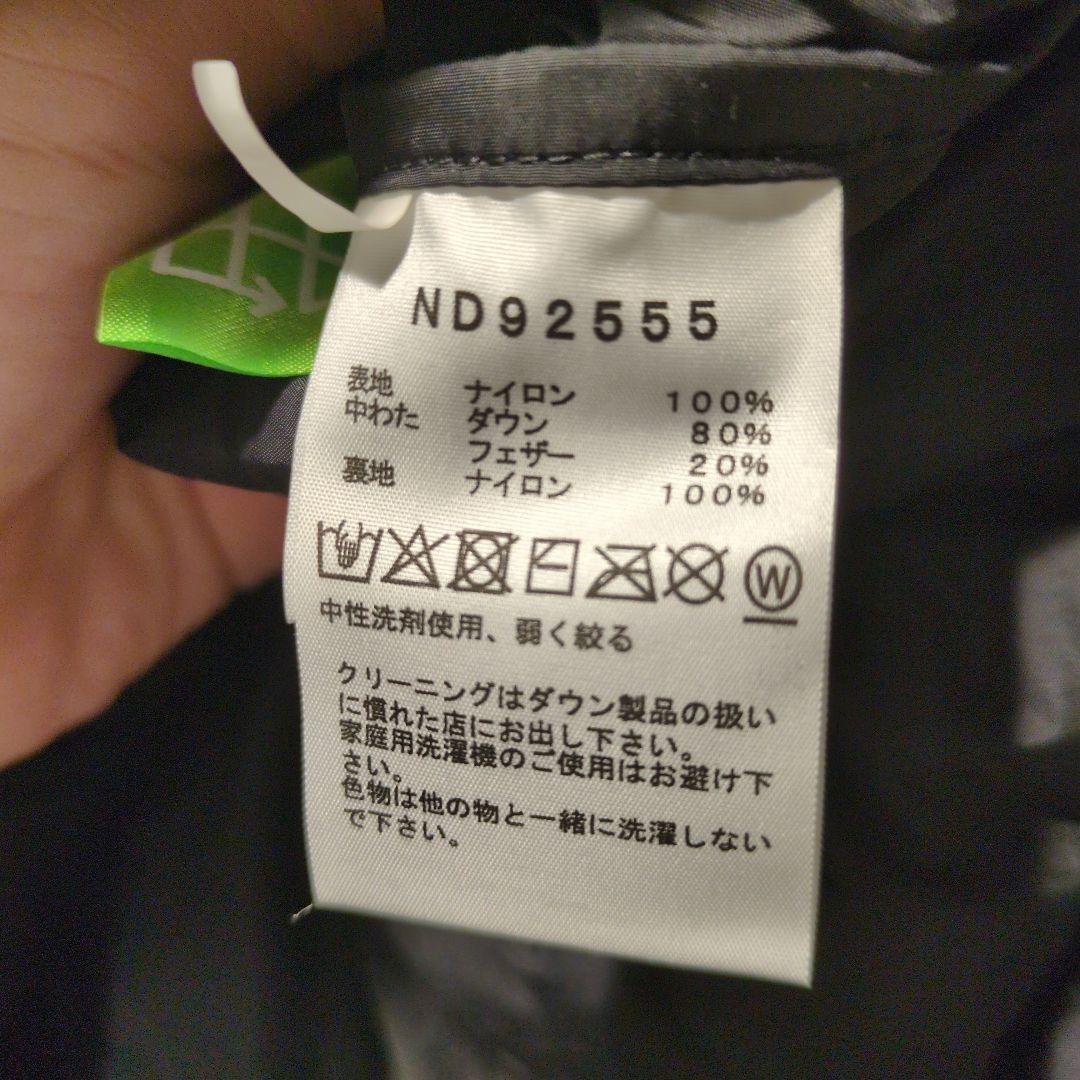 ND92555
表地 ナイロン 100%
中わた ダウン 80%
フェザー 20%
裏地 ナイロン 100%
W
中性洗剤使用、弱く絞る
クリーニングはダウン製品の扱い
に慣れた店にお出し下さい。
家庭用洗濯機のご使用はお避け下
さい。
色物は他の物と一緒に洗濯しない
で下さい。